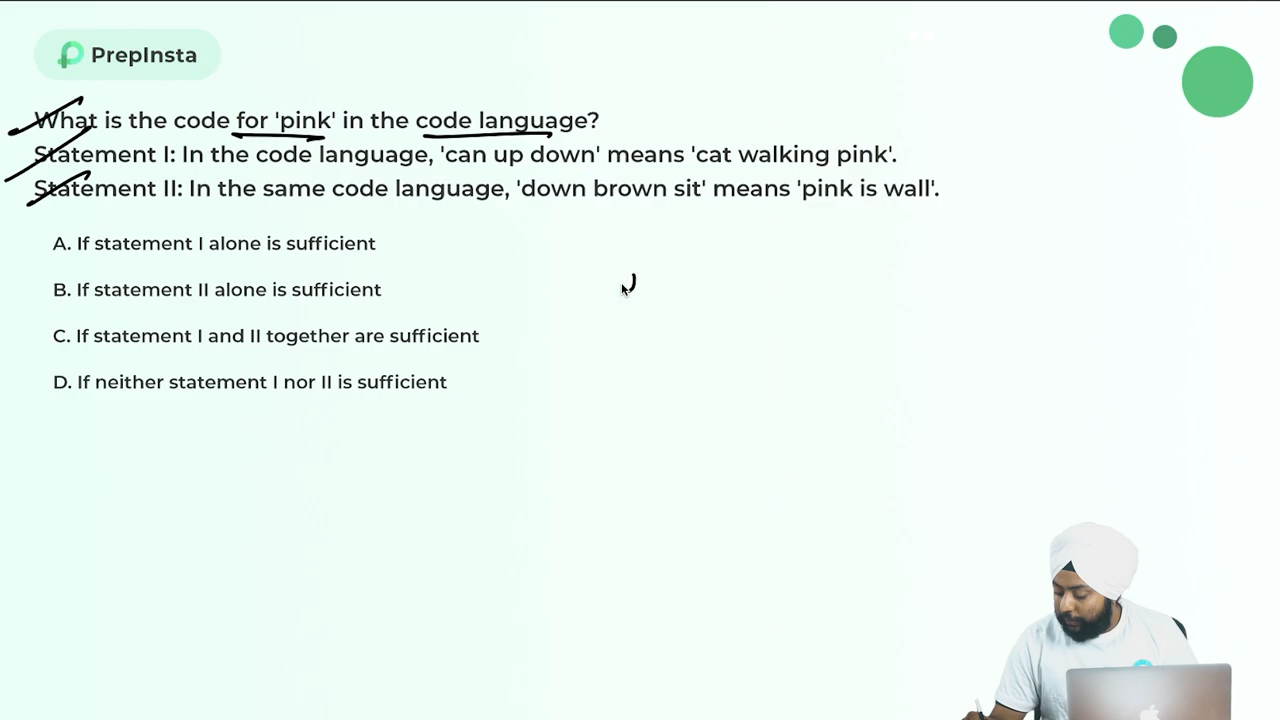 PrepInsta
What is the code for 'pink' in the code language?
Statement I: In the code language, 'can up down' means 'cat walking pink'.
Statement II: In the same code language, 'down brown sit' means 'pink is wall'.
A. If statement I alone is sufficient
B. If statement II alone is sufficient
C. If statement I and II together are sufficient
D. If neither statement I nor II is sufficient